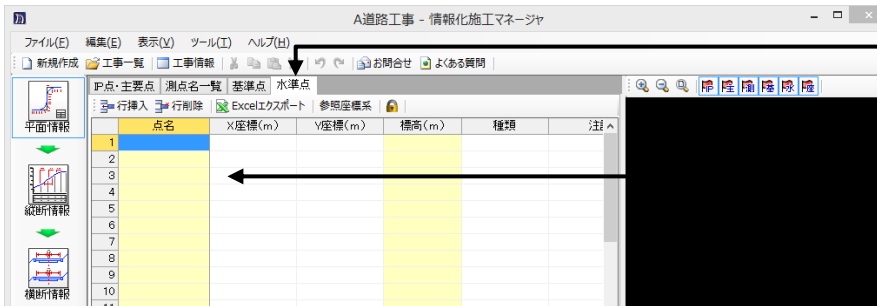 A道路工事 - 情報化施工マネージャ
ファイル(F) 編集(E) 表示(V) ツール(T) ヘルプ(H)
新規作成 工事一覧 工事情報 お問合せ よくある質問
IP点・主要点 測点名一覧 基準点 水準点
行挿入 行削除 Excelエクスポート 参照座標系
点名 X座標(m) Y座標(m) 標高(m) 種類
1
2
3
4
5
6
7
8
9
10
平面情報
縦断情報
横断情報